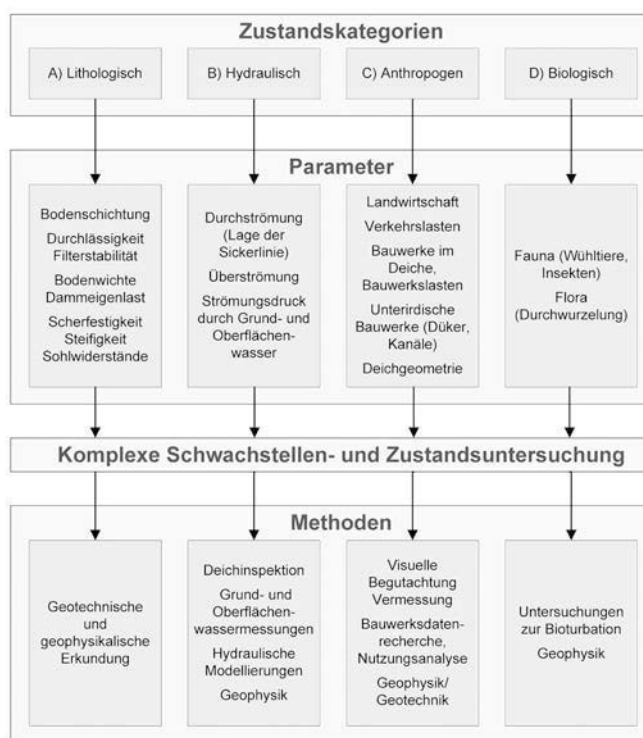 Zustandskategorien
A) Lithologisch
B) Hydraulisch
C) Anthropogen
D) Biologisch
Parameter
Bodenschichtung
Durchlässigkeit
Filterstabilität
Bodenwichte
Dammeigenlast
Scherfestigkeit
Steifigkeit
Sohlwiderstände
Durchströmung
(Lage der
Sickerlinie)
Überströmung
Strömungsdruck
durch Grund- und
Oberflächen-
wasser
Landwirtschaft
Verkehrslasten
Bauwerke im
Deiche,
Bauwerkslasten
Unterirdische
Bauwerke (Düker,
Kanäle)
Deichgeometrie
Fauna (Wühltiere,
Insekten)
Flora
(Durchwurzelung)
Komplexe Schwachstellen- und Zustandsuntersuchung
Methoden
Geotechnische
und
geophysikalische
Erkundung
Deichinspektion
Grund- und
Oberflächen-
wassermessungen
Hydraulische
Modellierungen
Geophysik
Visuelle
Begutachtung
Vermessung
Bauwerksdaten-
recherche,
Nutzungsanalyse
Geophysik/
Geotechnik
Untersuchungen
zur Bioturbation
Geophysik